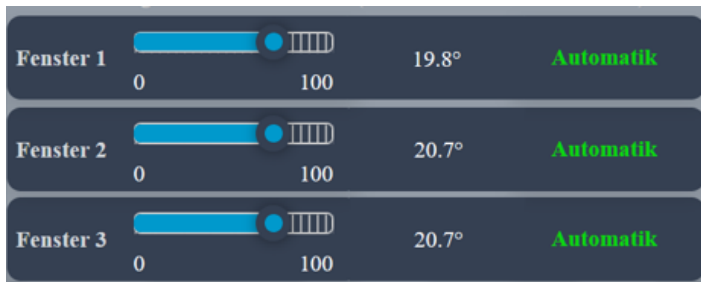 Fenster 1 19.8° Automatik
0 100
Fenster 2 20.7° Automatik
0 100
Fenster 3 20.7° Automatik
0 100